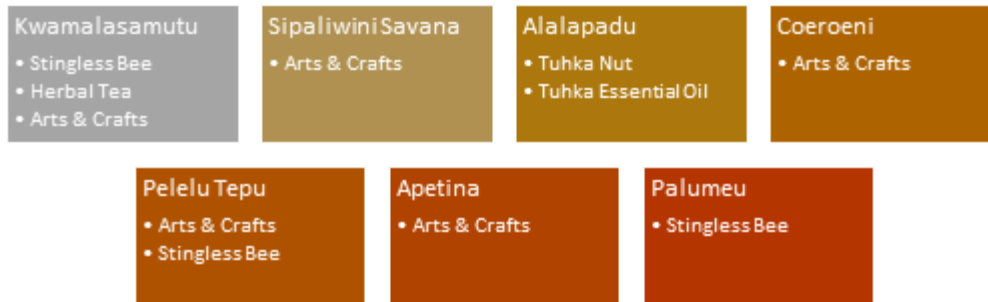 Kwamalasamutu
• Stingless Bee
• Herbal Tea
• Arts & Crafts
Sipaliwini Savana
• Arts & Crafts
Alalapadu
• Tuhka Nut
• Tuhka Essential Oil
Coeroeni
• Arts & Crafts
Pelelu Tepu
• Arts & Crafts
• Stingless Bee
Apetina
• Arts & Crafts
Palumeu
• Stingless Bee